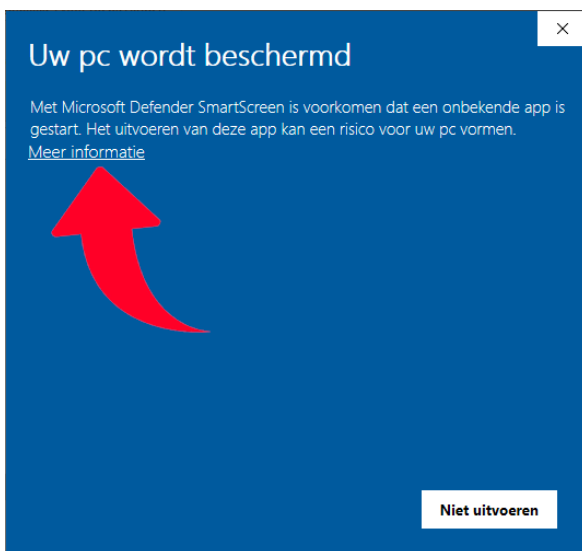 Uw pc wordt beschermd
Met Microsoft Defender SmartScreen is voorkomen dat een onbekende app is
gestart. Het uitvoeren van deze app kan een risico voor uw pc vormen.
Meer informatie
Niet uitvoeren